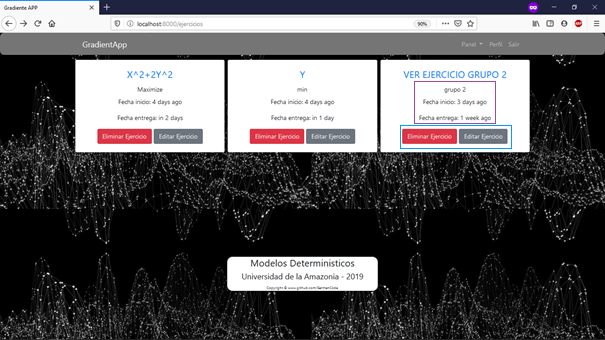 Gradiente APP
localhost:8000/ejercicios
90%
GradientApp
Panel
Perfil
Salir
X^2+2Y^2
Maximize
Fecha inicio: 4 days ago
Fecha entrega: in 2 days
Eliminar Ejercicio
Editar Ejercicio
Y
min
Fecha inicio: 4 days ago
Fecha entrega: in 1 day
Eliminar Ejercicio
Editar Ejercicio
VER EJERCICIO GRUPO 2
grupo 2
Fecha inicio: 3 days ago
Fecha entrega: 1 week ago
Eliminar Ejercicio
Editar Ejercicio
Modelos Deterministicos
Universidad de la Amazonia - 2019
Copyright © www.github.com/